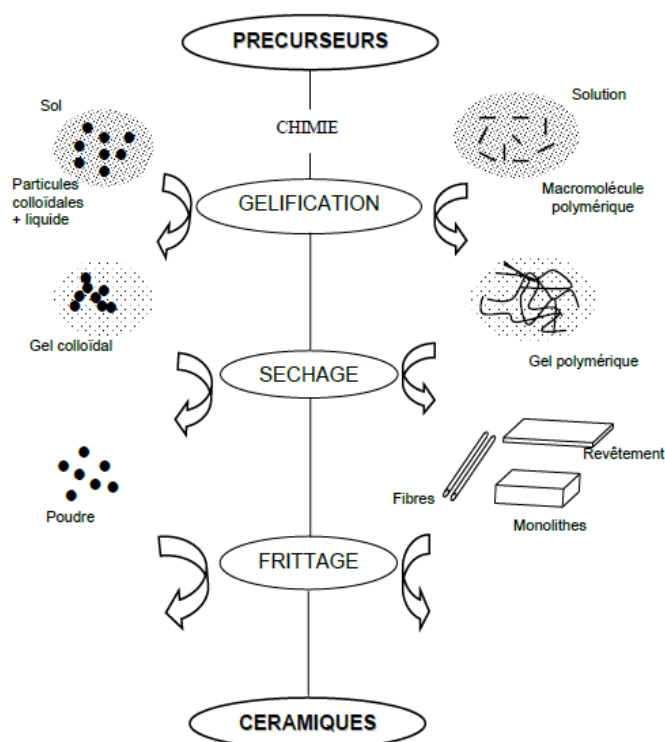 PRECURSEURS
Sol
CHIMIE
Solution
Particules
colloïdales
+ liquide
GELIFICATION
Macromolécule
polymérique
Gel colloïdal
Gel polymérique
SECHAGE
Revêtement
Fibres
Monolithes
Poudre
FRITTAGE
CERAMIQUES